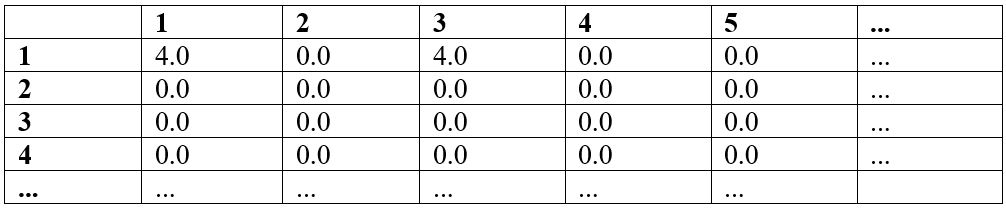 1 2 3 4 5 ...
1 4.0 0.0 4.0 0.0 0.0 ...
2 0.0 0.0 0.0 0.0 0.0 ...
3 0.0 0.0 0.0 0.0 0.0 ...
4 0.0 0.0 0.0 0.0 0.0 ...
... ... ... ... ... ...